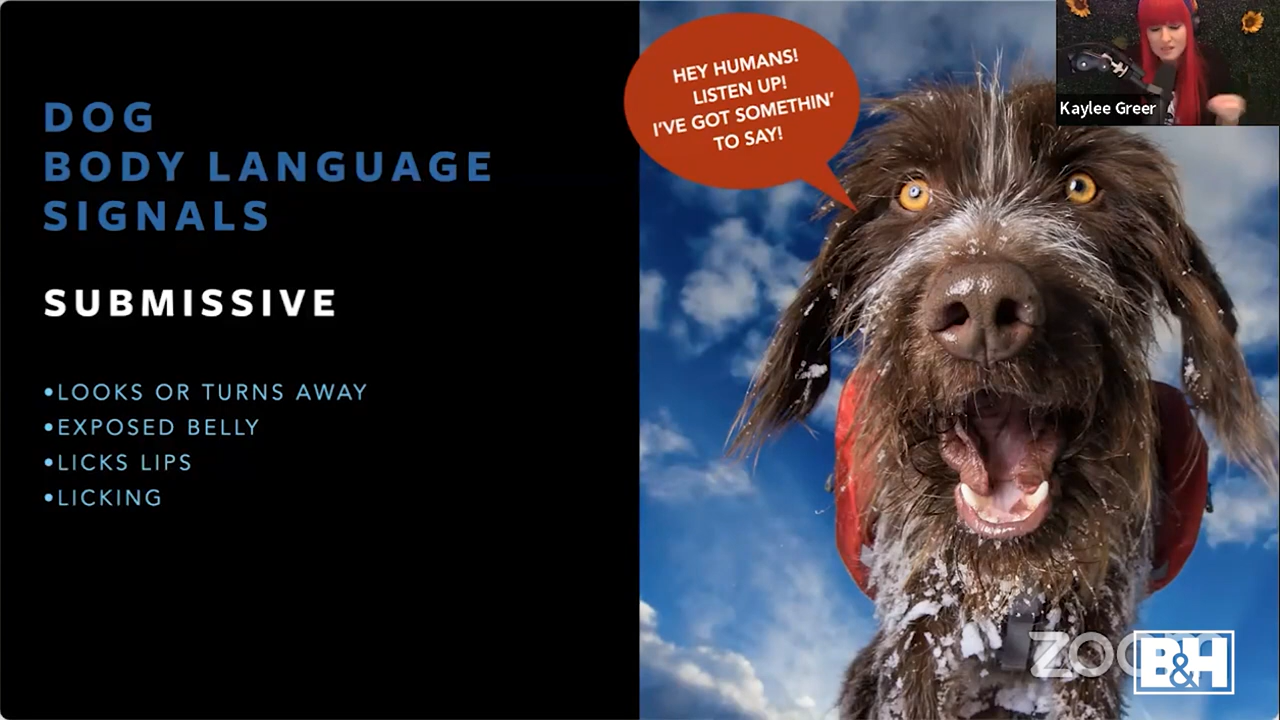 DOG
BODY LANGUAGE
SIGNALS
SUBMISSIVE
•LOOKS OR TURNS AWAY
•EXPOSED BELLY
•LICKS LIPS
•LICKING
HEY HUMANS!
LISTEN UP!
I'VE GOT SOMETHIN'
TO SAY!
Kaylee Greer
zoom
B&H